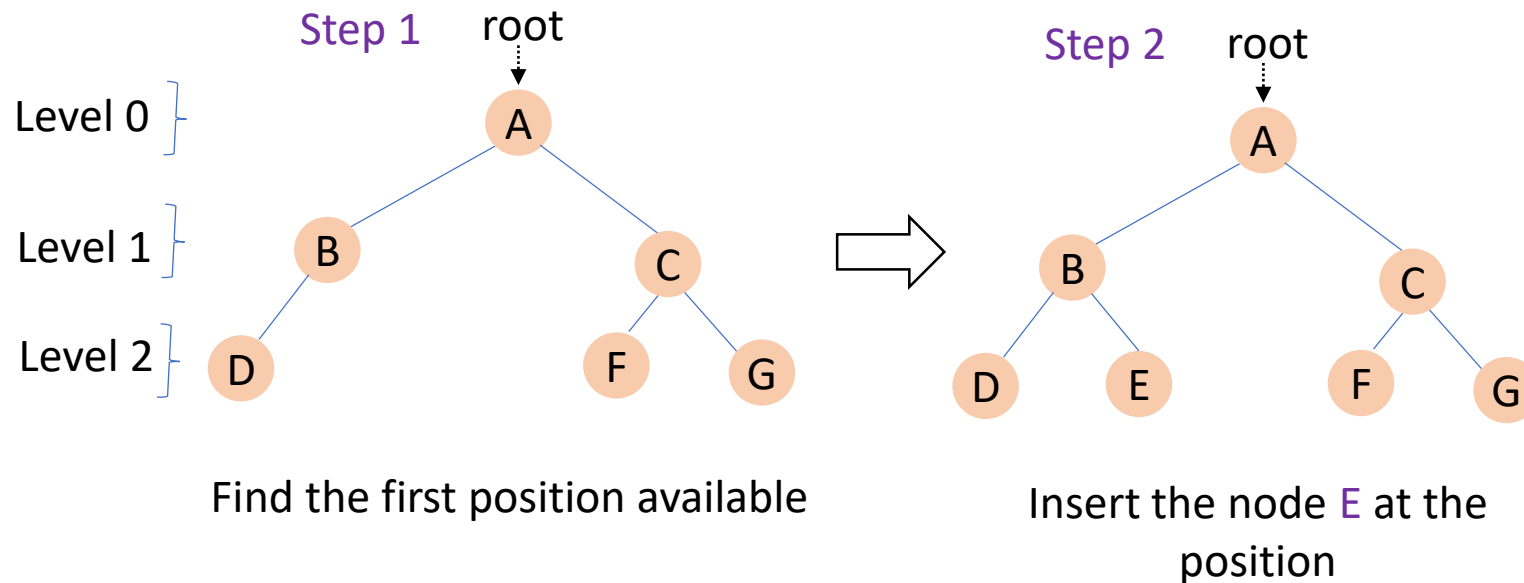 Step 1
root
Level 0
A
Level 1
B
C
Level 2
D
F
G
Find the first position available
Step 2
root
A
B
C
D
E
F
G
Insert the node E at the
position